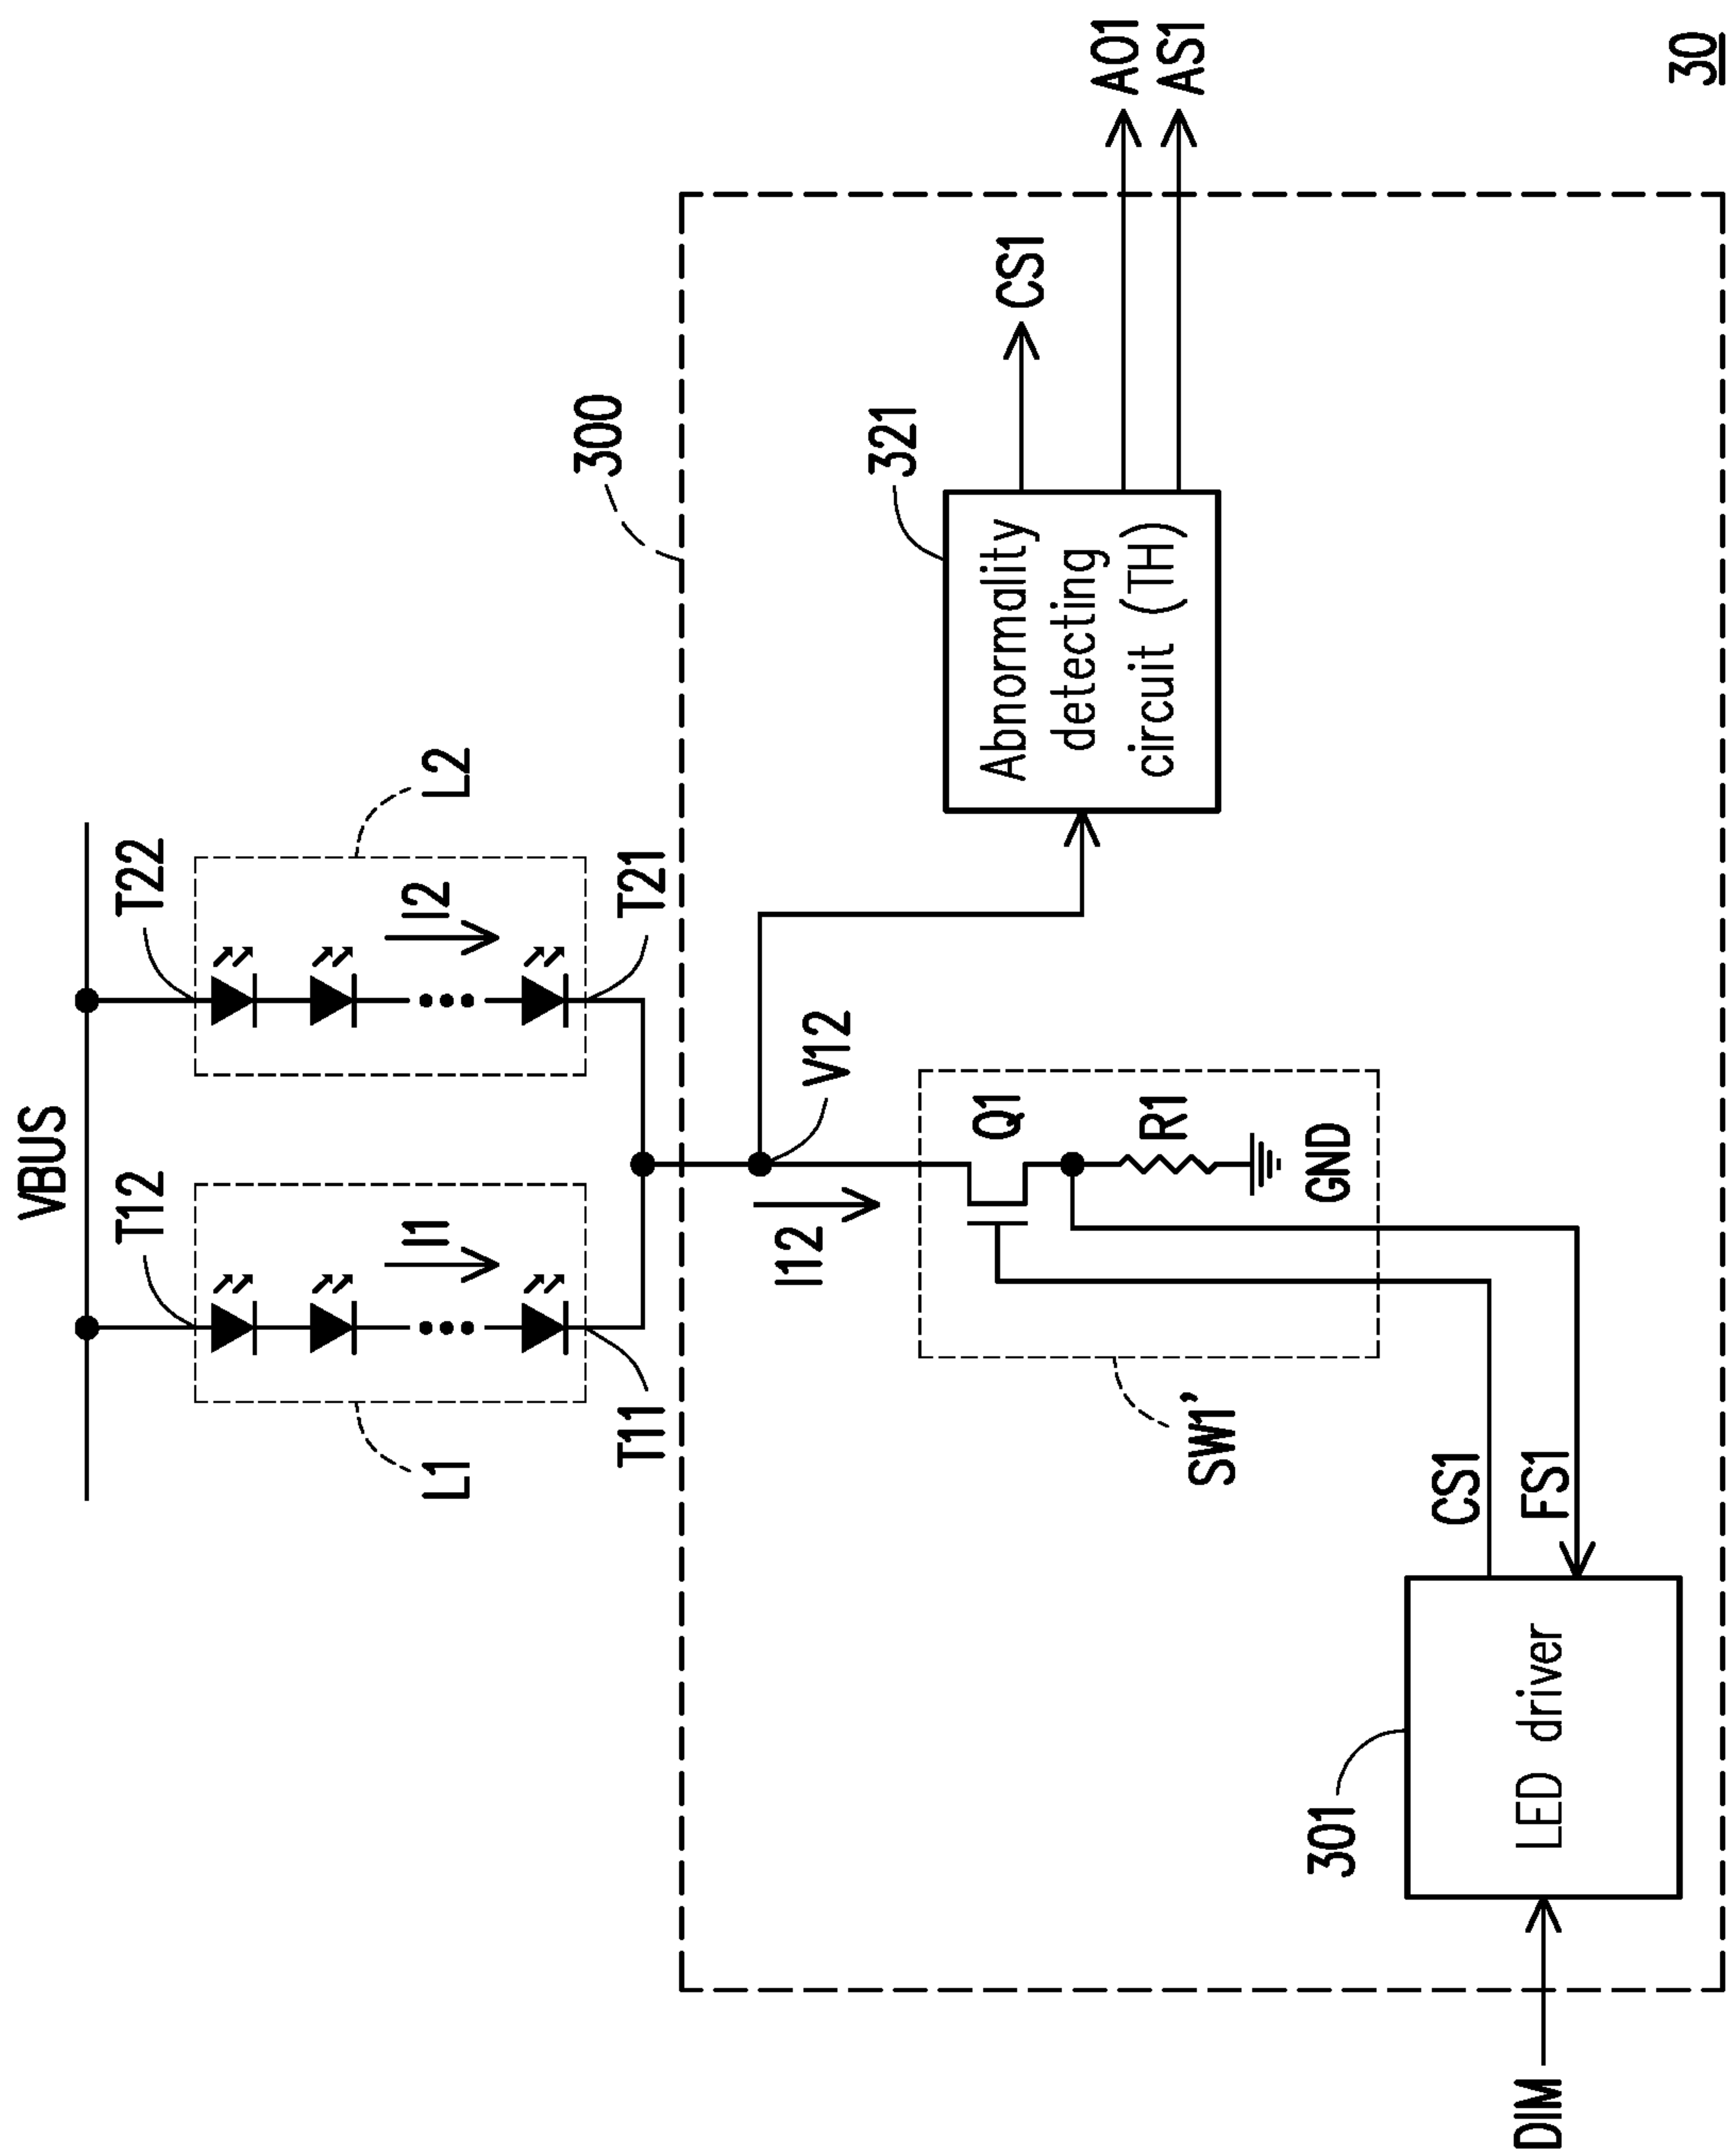 VBUS
T12
T22
I1
I2
L1
L2
T11
T21
300
I12
V12
Q1
R1
GND
SW1'
321
Abnormality
detecting
circuit (TH)
CS1
AO1
AS1
301
CS1
FS1
LED driver
DIM
30